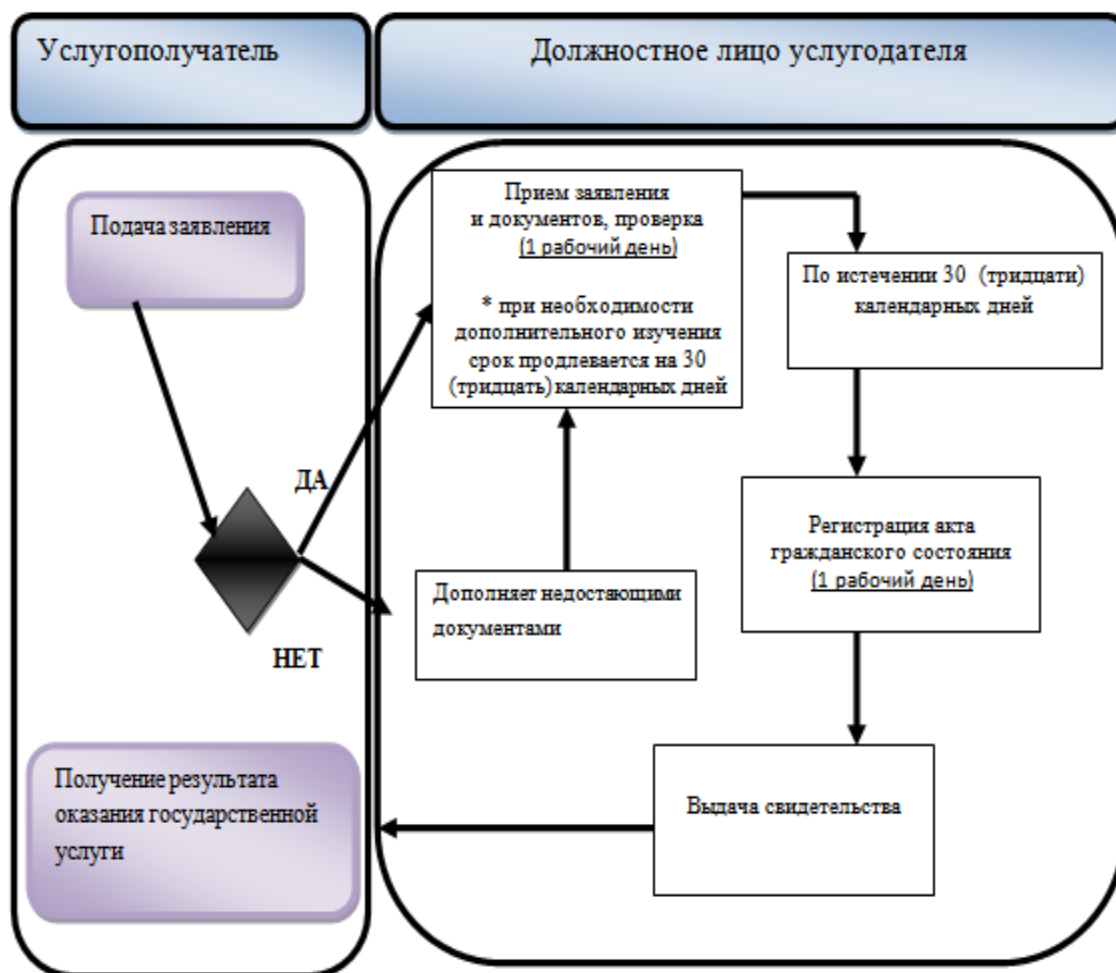 Услугополучатель
Должностное лицо услугодателя
Подача заявления
Прием заявления
и документов, проверка
(1 рабочий день)
* при необходимости
дополнительного изучения
срок продлевается на 30
(тридцать) календарных дней
По истечении 30 (тридцати)
календарных дней
ДА
НЕТ
Дополняет недостающими
документами
Регистрация акта
гражданского состояния
(1 рабочий день)
Получение результата
оказания государственной
услуги
Выдача свидетельства